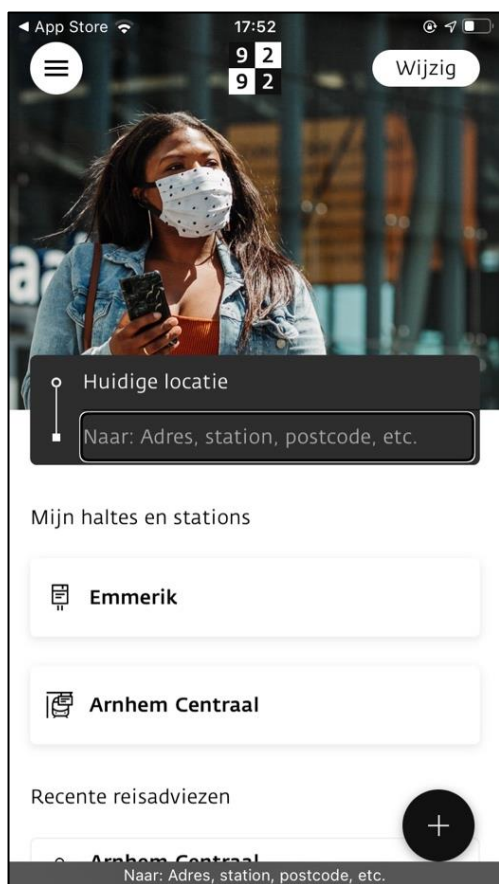 App Store
17:52
9 2
9 2
Wijzig
Huidige locatie
Naar: Adres, station, postcode, etc.
Mijn haltes en stations
Emmerik
Arnhem Centraal
Recente reisadviezen
Arnhem Centraal
Naar: Adres, station, postcode, etc.